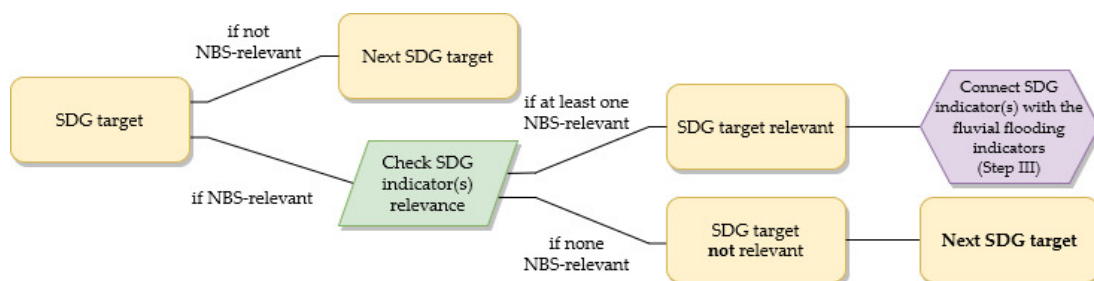 if not
NBS-relevant
Next SDG target
SDG target
if NBS-relevant
Check SDG
indicator(s)
relevance
if at least one
NBS-relevant
SDG target relevant
Connect SDG
indicator(s) with the
fluvial flooding
indicators
(Step III)
if none
NBS-relevant
SDG target
not relevant
Next SDG target